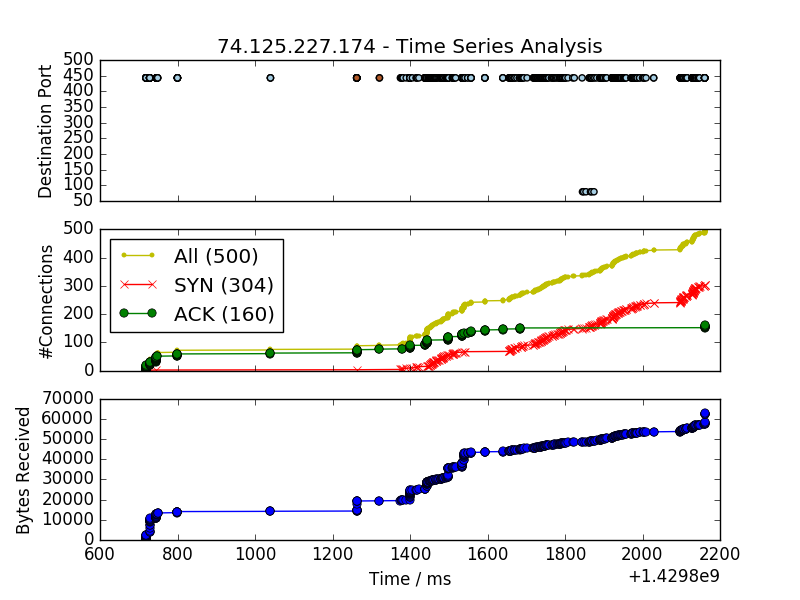 74.125.227.174 - Time Series Analysis
Destination Port
500
450
400
350
300
250
200
150
100
50
#Connections
500
400
300
200
100
0
All (500)
SYN (304)
ACK (160)
Bytes Received
70000
60000
50000
40000
30000
20000
10000
0
600 800 1000 1200 1400 1600 1800 2000 2200
Time / ms
+1.4298e9